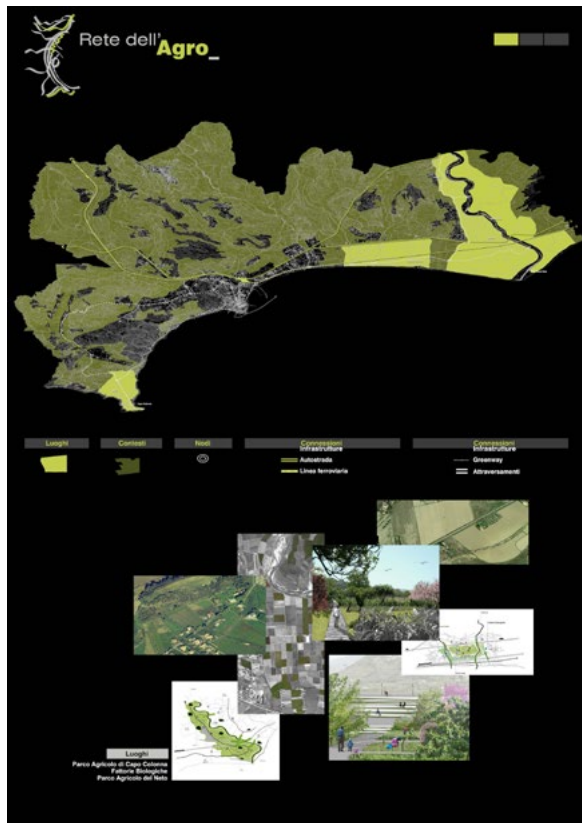 Rete dell'Agro_
Luoghi
Contesti
Nodi
Connessioni
Connessioni
Infrastrutture
Autostrada
Linea ferroviaria
Infrastrutture
Greenway
Attraversamenti
Luoghi
Parco Agricolo di Capo Colonna
Fattorie Biologiche
Parco Agricolo del Neto